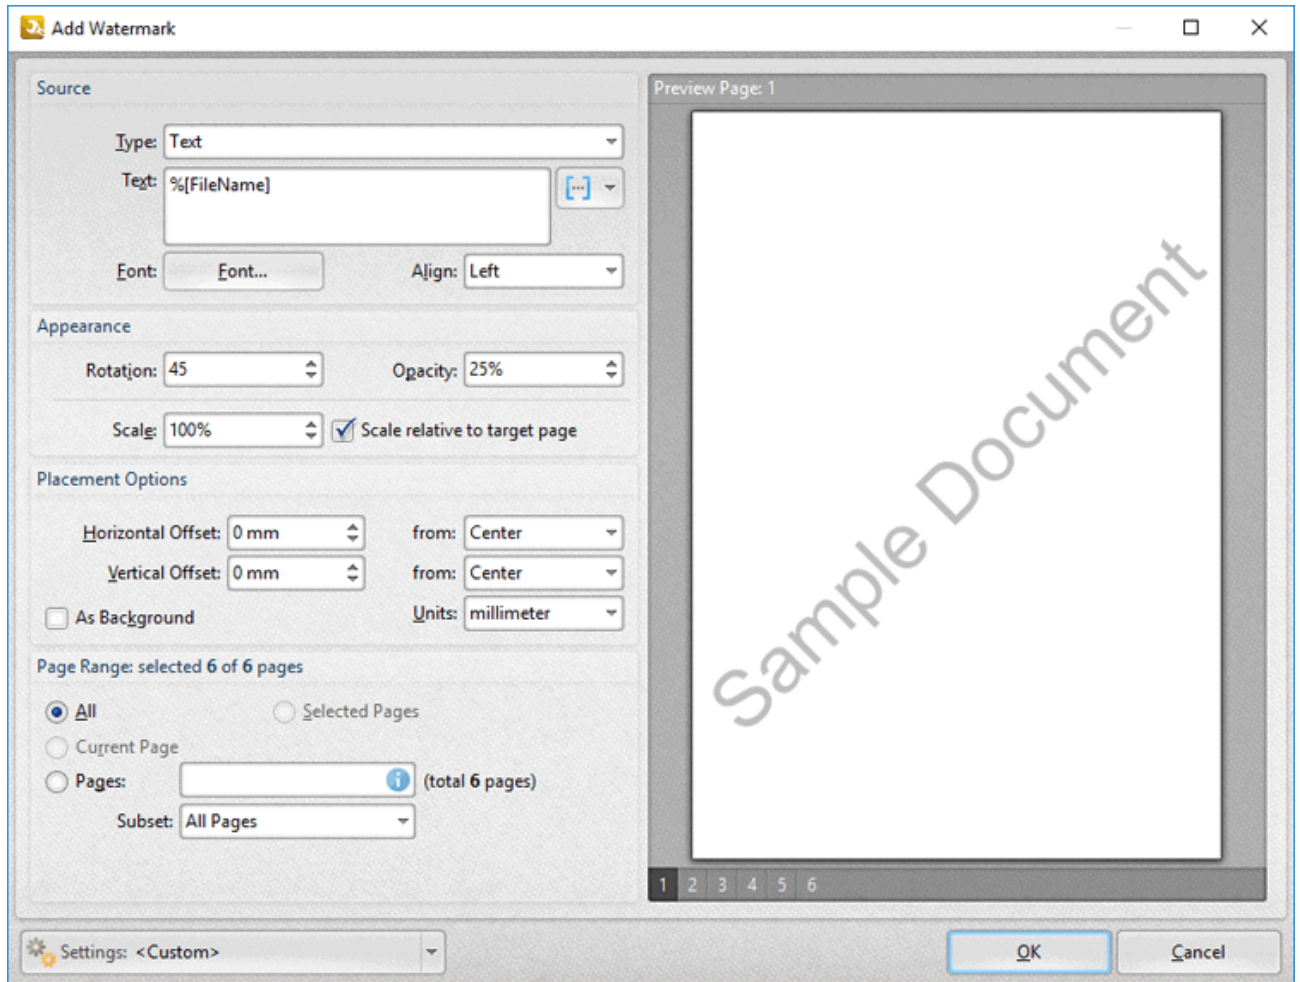 Add Watermark
Source
Type: Text
Text: %[FileName]
Font: Font... Align: Left
Appearance
Rotation: 45 Opacity: 25%
Scale: 100% Scale relative to target page
Placement Options
Horizontal Offset: 0 mm from: Center
Vertical Offset: 0 mm from: Center
As Background Units: millimeter
Page Range: selected 6 of 6 pages
All Selected Pages
Current Page
Pages: (total 6 pages)
Subset: All Pages
Preview Page: 1
Sample Document
1 2 3 4 5 6
Settings: <Custom> OK Cancel